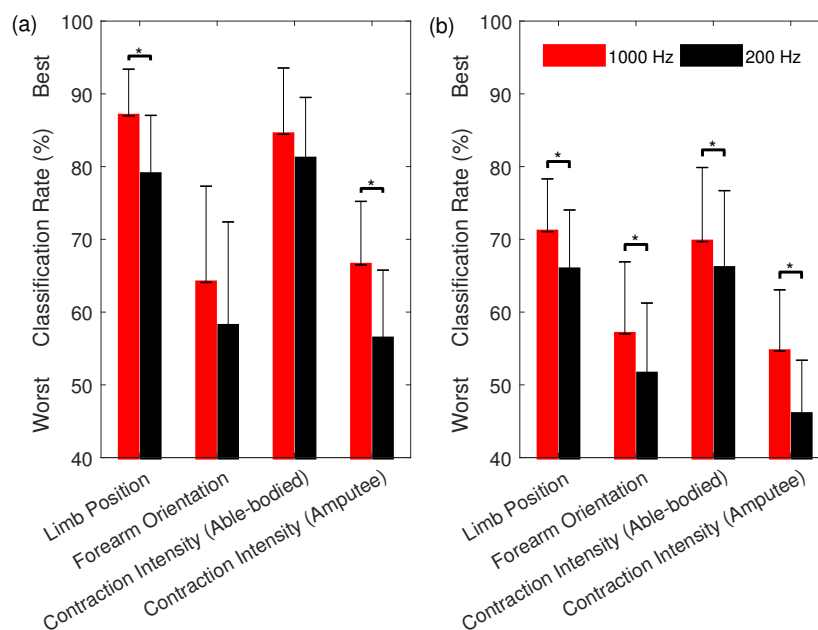 (a)
100
90
80
70
60
50
40
Worst Classification Rate (%) Best
*
*
Limb Position
Forearm Orientation
Contraction Intensity (Able-bodied)
Contraction Intensity (Amputee)
(b)
100
90
80
70
60
50
40
Worst Classification Rate (%) Best
1000 Hz
200 Hz
*
*
*
*
Limb Position
Forearm Orientation
Contraction Intensity (Able-bodied)
Contraction Intensity (Amputee)